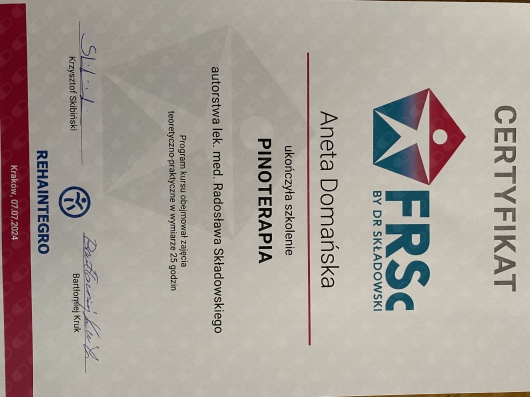 CERTYFIKAT
FRSc
BY DR SKŁADOWSKI
Aneta Domańska
ukończyła szkolenie
PINOTERAPIA
autorstwa lek. med. Radosława Składowskiego
Program kursu obejmował zajęcia
teoretyczno-praktyczne w wymiarze 25 godzin
Krzysztof Skibiński
Bartłomiej Kruk
REHAINTEGRO
Kraków, 07.07.2024